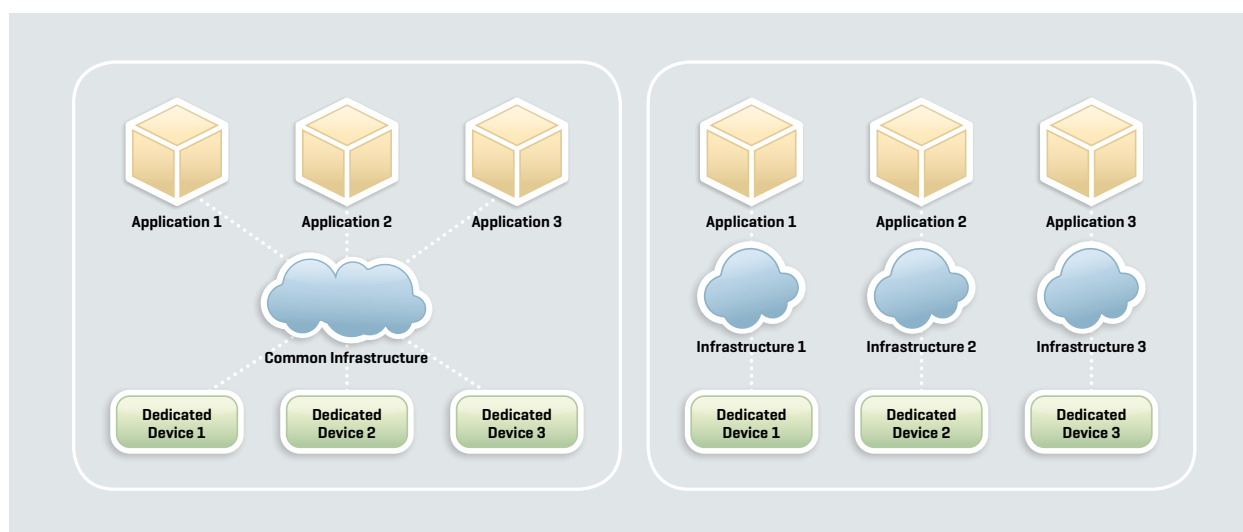 Application 1
Application 2
Application 3
Common Infrastructure
Dedicated
Device 1
Dedicated
Device 2
Dedicated
Device 3
Application 1
Application 2
Application 3
Infrastructure 1
Infrastructure 2
Infrastructure 3
Dedicated
Device 1
Dedicated
Device 2
Dedicated
Device 3